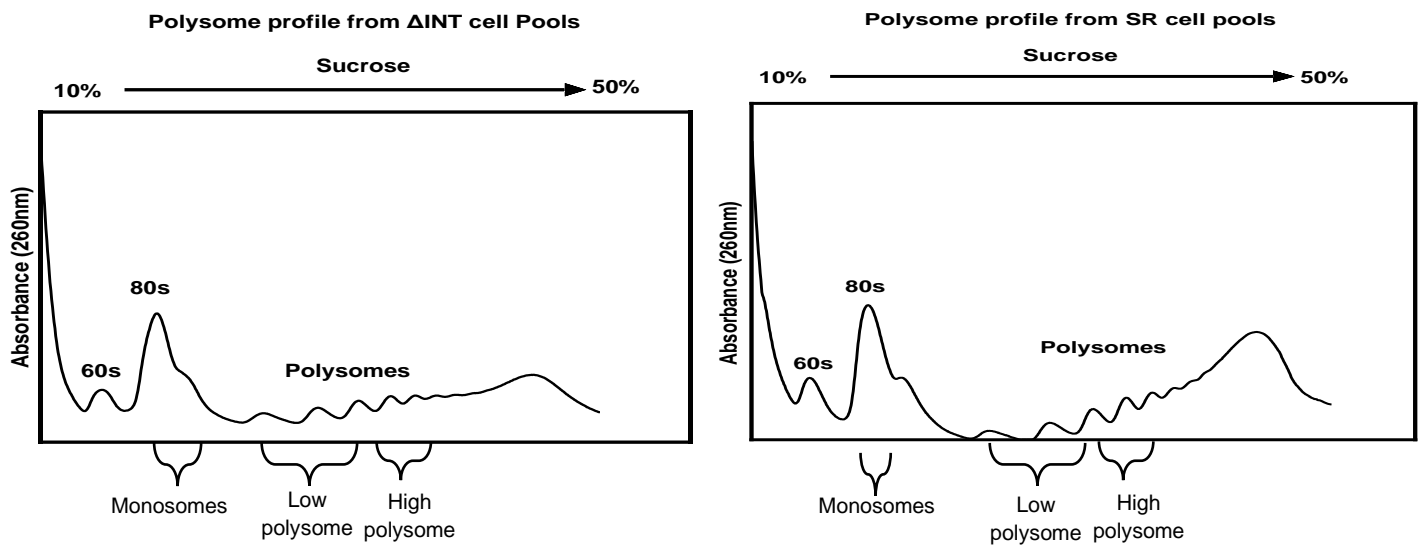 Polysome profile from ΔINT cell Pools
Sucrose
10%
50%
Absorbance (260nm)
60s
80s
Polysomes
Monosomes
Low
polysome
High
polysome
Polysome profile from SR cell pools
Sucrose
10%
50%
Absorbance (260nm)
60s
80s
Polysomes
Monosomes
Low
polysome
High
polysome